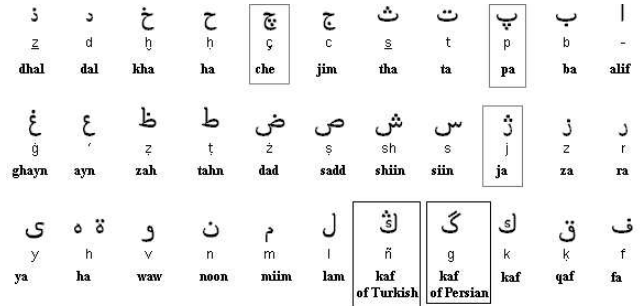 ا ب پ ت ث ج چ ح خ د ذ
z̲ d ḫ ḥ ç c s̲ t p b -
dhal dal kha ha che jim tha ta pa ba alif
ر ز ژ س ش ص ض ط ظ ع غ
ġ ʿ ẓ ṭ ż ṣ sh s j z r
ghayn ayn zah tahn dad sadd shiin siin ja za ra
ف ق ك گ ڭ ل م ن و ة ه ى
y h v n m l ñ g k ḳ f
ya ha waw noon miim lam kaf kaf kaf qaf fa
of Turkish of Persian